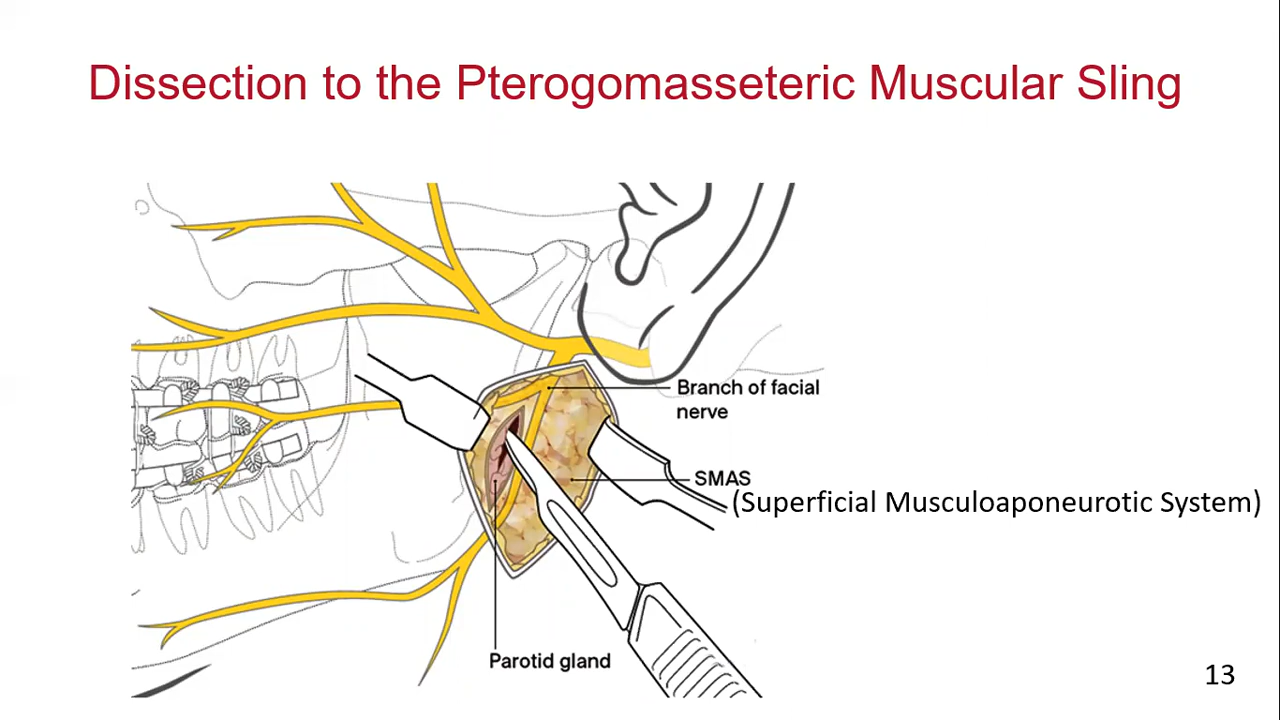 Dissection to the Pterogomasseteric Muscular Sling
Branch of facial
nerve
SMAS
(Superficial Musculoaponeurotic System)
Parotid gland
13